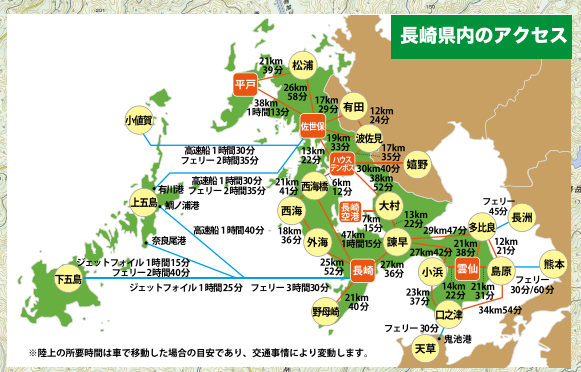 長崎県内のアクセス
21km
39分
松浦
平戸
26km
58分
38km
1時間13分
17km
29分
有田
12km
24分
小値賀
佐世保
波佐見
19km
33分
17km
35分
高速船 1時間30分
フェリー 2時間35分
13km
22分
ハウス
テンボス
嬉野
30km40分
高速船 1時間30分
フェリー 2時間35分
有川港
鯛ノ浦港
上五島
21km
41分
西海橋
6km
12分
38km
52分
長崎
空港
大村
フェリー
45分
長洲
西海
7km
15分
13km
22分
多比良
高速船 1時間40分
18km
36分
外海
47km
1時間15分
29km47分
奈良尾港
諫早
27km42分
21km
38分
12km
21分
ジェットフォイル 1時間15分
フェリー 2時間40分
25km
52分
長崎
27km
36分
小浜
雲仙
島原
熊本
下五島
ジェットフォイル 1時間25分
フェリー 3時間30分
14km
22分
21km
31分
フェリー
30分/60分
野母崎
21km
40分
23km
37分
口之津
34km54分
フェリー 30分
鬼池港
天草
※陸上の所要時間は車で移動した場合の目安であり、交通事情により変動します。